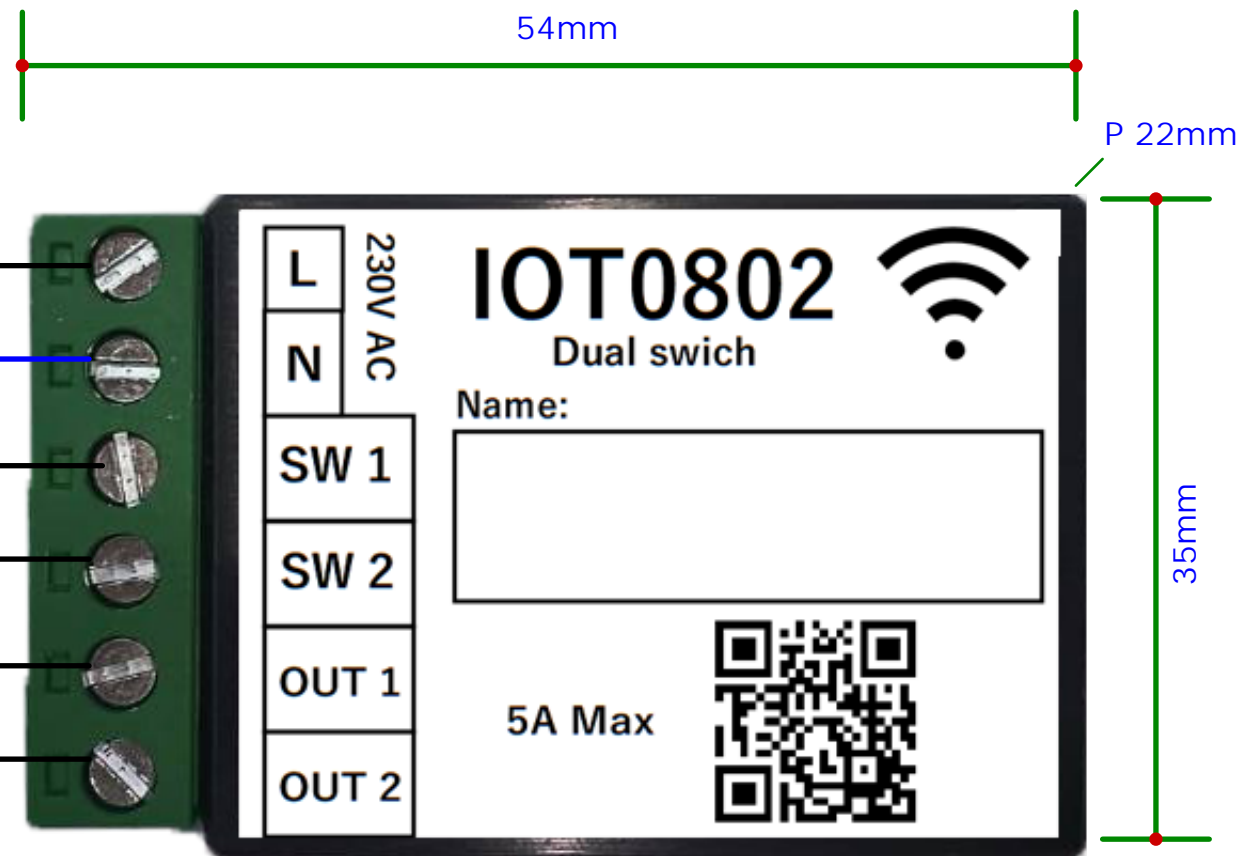 54mm
P 22mm
L
230V AC
IOT0802
N
Dual swich
Name:
SW 1
SW 2
35mm
OUT 1
5A Max
OUT 2